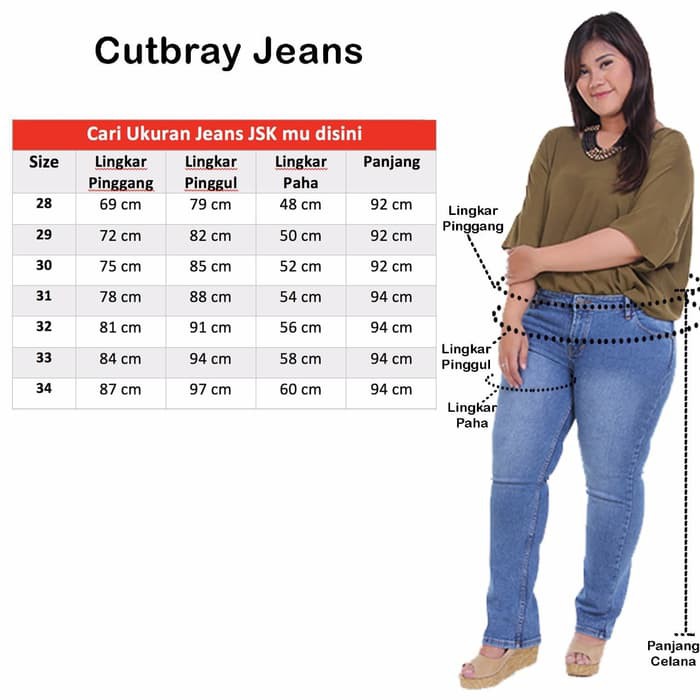 Cutbray Jeans
Cari Ukuran Jeans JSK mu disini
Size Lingkar Pinggang Lingkar Pinggul Lingkar Paha Panjang
28 69 cm 79 cm 48 cm 92 cm
29 72 cm 82 cm 50 cm 92 cm
30 75 cm 85 cm 52 cm 92 cm
31 78 cm 88 cm 54 cm 94 cm
32 81 cm 91 cm 56 cm 94 cm
33 84 cm 94 cm 58 cm 94 cm
34 87 cm 97 cm 60 cm 94 cm
Lingkar
Pinggang
Lingkar
Pinggul
Lingkar
Paha
Panjang
Celana